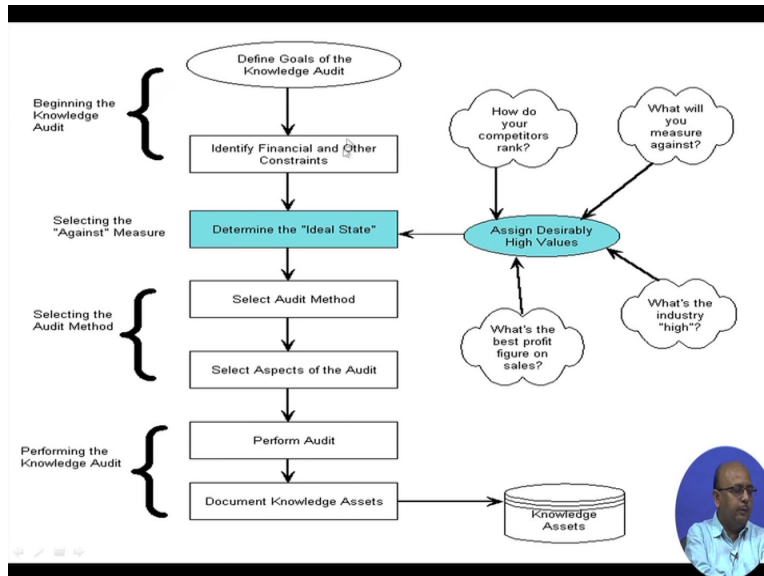 Define Goals of the
Knowledge Audit
Beginning the
Knowledge
Audit
Identify Financial and Other
Constraints
How do
your
competitors
rank?
What will
you
measure
against?
Selecting the
"Against" Measure
Determine the "Ideal State"
Assign Desirably
High Values
Selecting the
Audit Method
Select Audit Method
Select Aspects of the Audit
What's the
best profit
figure on
sales?
What's the
industry
"high"?
Performing the
Knowledge Audit
Perform Audit
Document Knowledge Assets
Knowledge
Assets